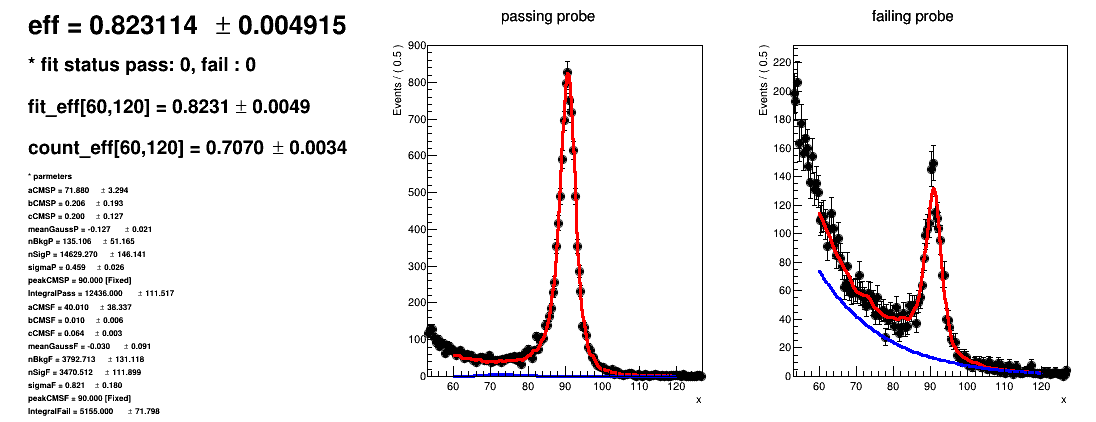 eff = 0.823114 ± 0.004915
* fit status pass: 0, fail : 0
fit_eff[60,120] = 0.8231 ± 0.0049
count_eff[60,120] = 0.7070 ± 0.0034
* parmeters
aCMSP = 71.880 ± 3.294
bCMSP = 0.206 ± 0.193
cCMSP = 0.200 ± 0.127
meanGaussP = -0.127 ± 0.021
nBkgP = 135.106 ± 51.165
nSigP = 14629.270 ± 146.141
sigmaP = 0.459 ± 0.026
peakCMSP = 90.000 [Fixed]
IntegralPass = 12436.000 ± 111.517
aCMSF = 40.010 ± 38.337
bCMSF = 0.010 ± 0.006
cCMSF = 0.064 ± 0.003
meanGaussF = -0.030 ± 0.091
nBkgF = 3792.713 ± 131.118
nSigF = 3470.512 ± 111.899
sigmaF = 0.821 ± 0.180
peakCMSF = 90.000 [Fixed]
IntegralFail = 5155.000 ± 71.798
passing probe
Events / ( 0.5 )
900
800
700
600
500
400
300
200
100
0
60 70 80 90 100 110 120
x
failing probe
Events / ( 0.5 )
220
200
180
160
140
120
100
80
60
40
20
0
60 70 80 90 100 110 120
x